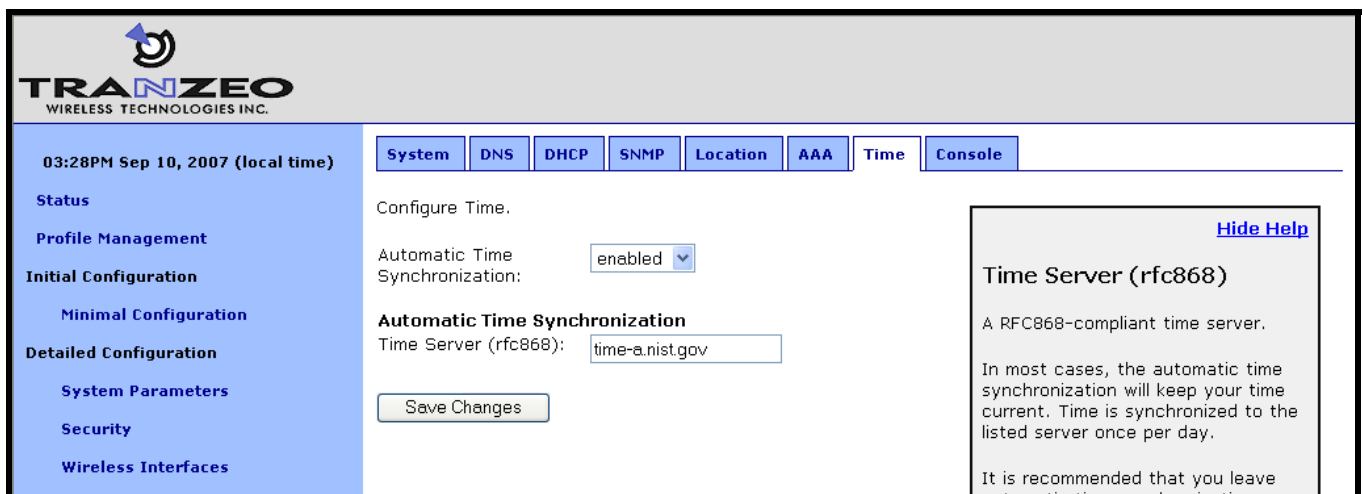 TRANZEO
WIRELESS TECHNOLOGIES INC.
03:28PM Sep 10, 2007 (local time)
Status
Profile Management
Initial Configuration
Minimal Configuration
Detailed Configuration
System Parameters
Security
Wireless Interfaces
System DNS DHCP SNMP Location AAA Time Console
Configure Time.
Automatic Time
Synchronization:
enabled
Automatic Time Synchronization
Time Server (rfc868): time-a.nist.gov
Save Changes
Hide Help
Time Server (rfc868)
A RFC868-compliant time server.
In most cases, the automatic time
synchronization will keep your time
current. Time is synchronized to the
listed server once per day.
It is recommended that you leave